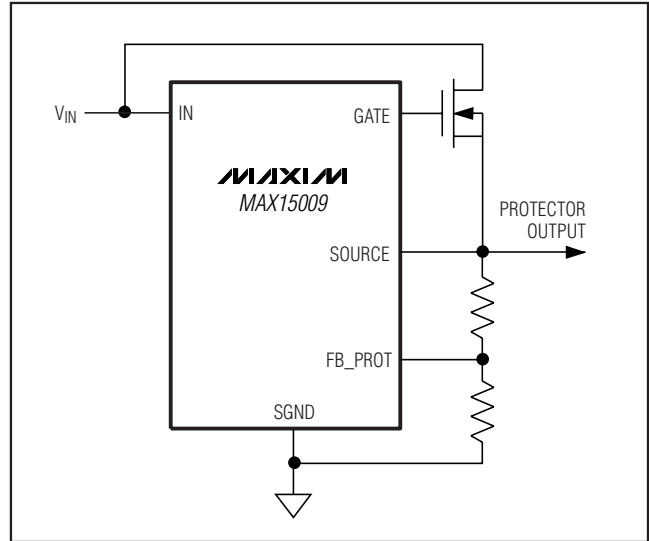 VIN
IN
GATE
MAXIM
MAX15009
PROTECTOR
OUTPUT
SOURCE
FB_PROT
SGND